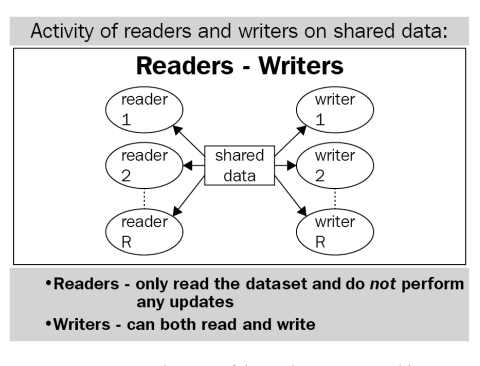 Activity of readers and writers on shared data:
Readers - Writers
reader
1
writer
1
reader
2
shared
data
writer
2
reader
R
writer
R
•Readers - only read the dataset and do not perform
any updates
•Writers - can both read and write